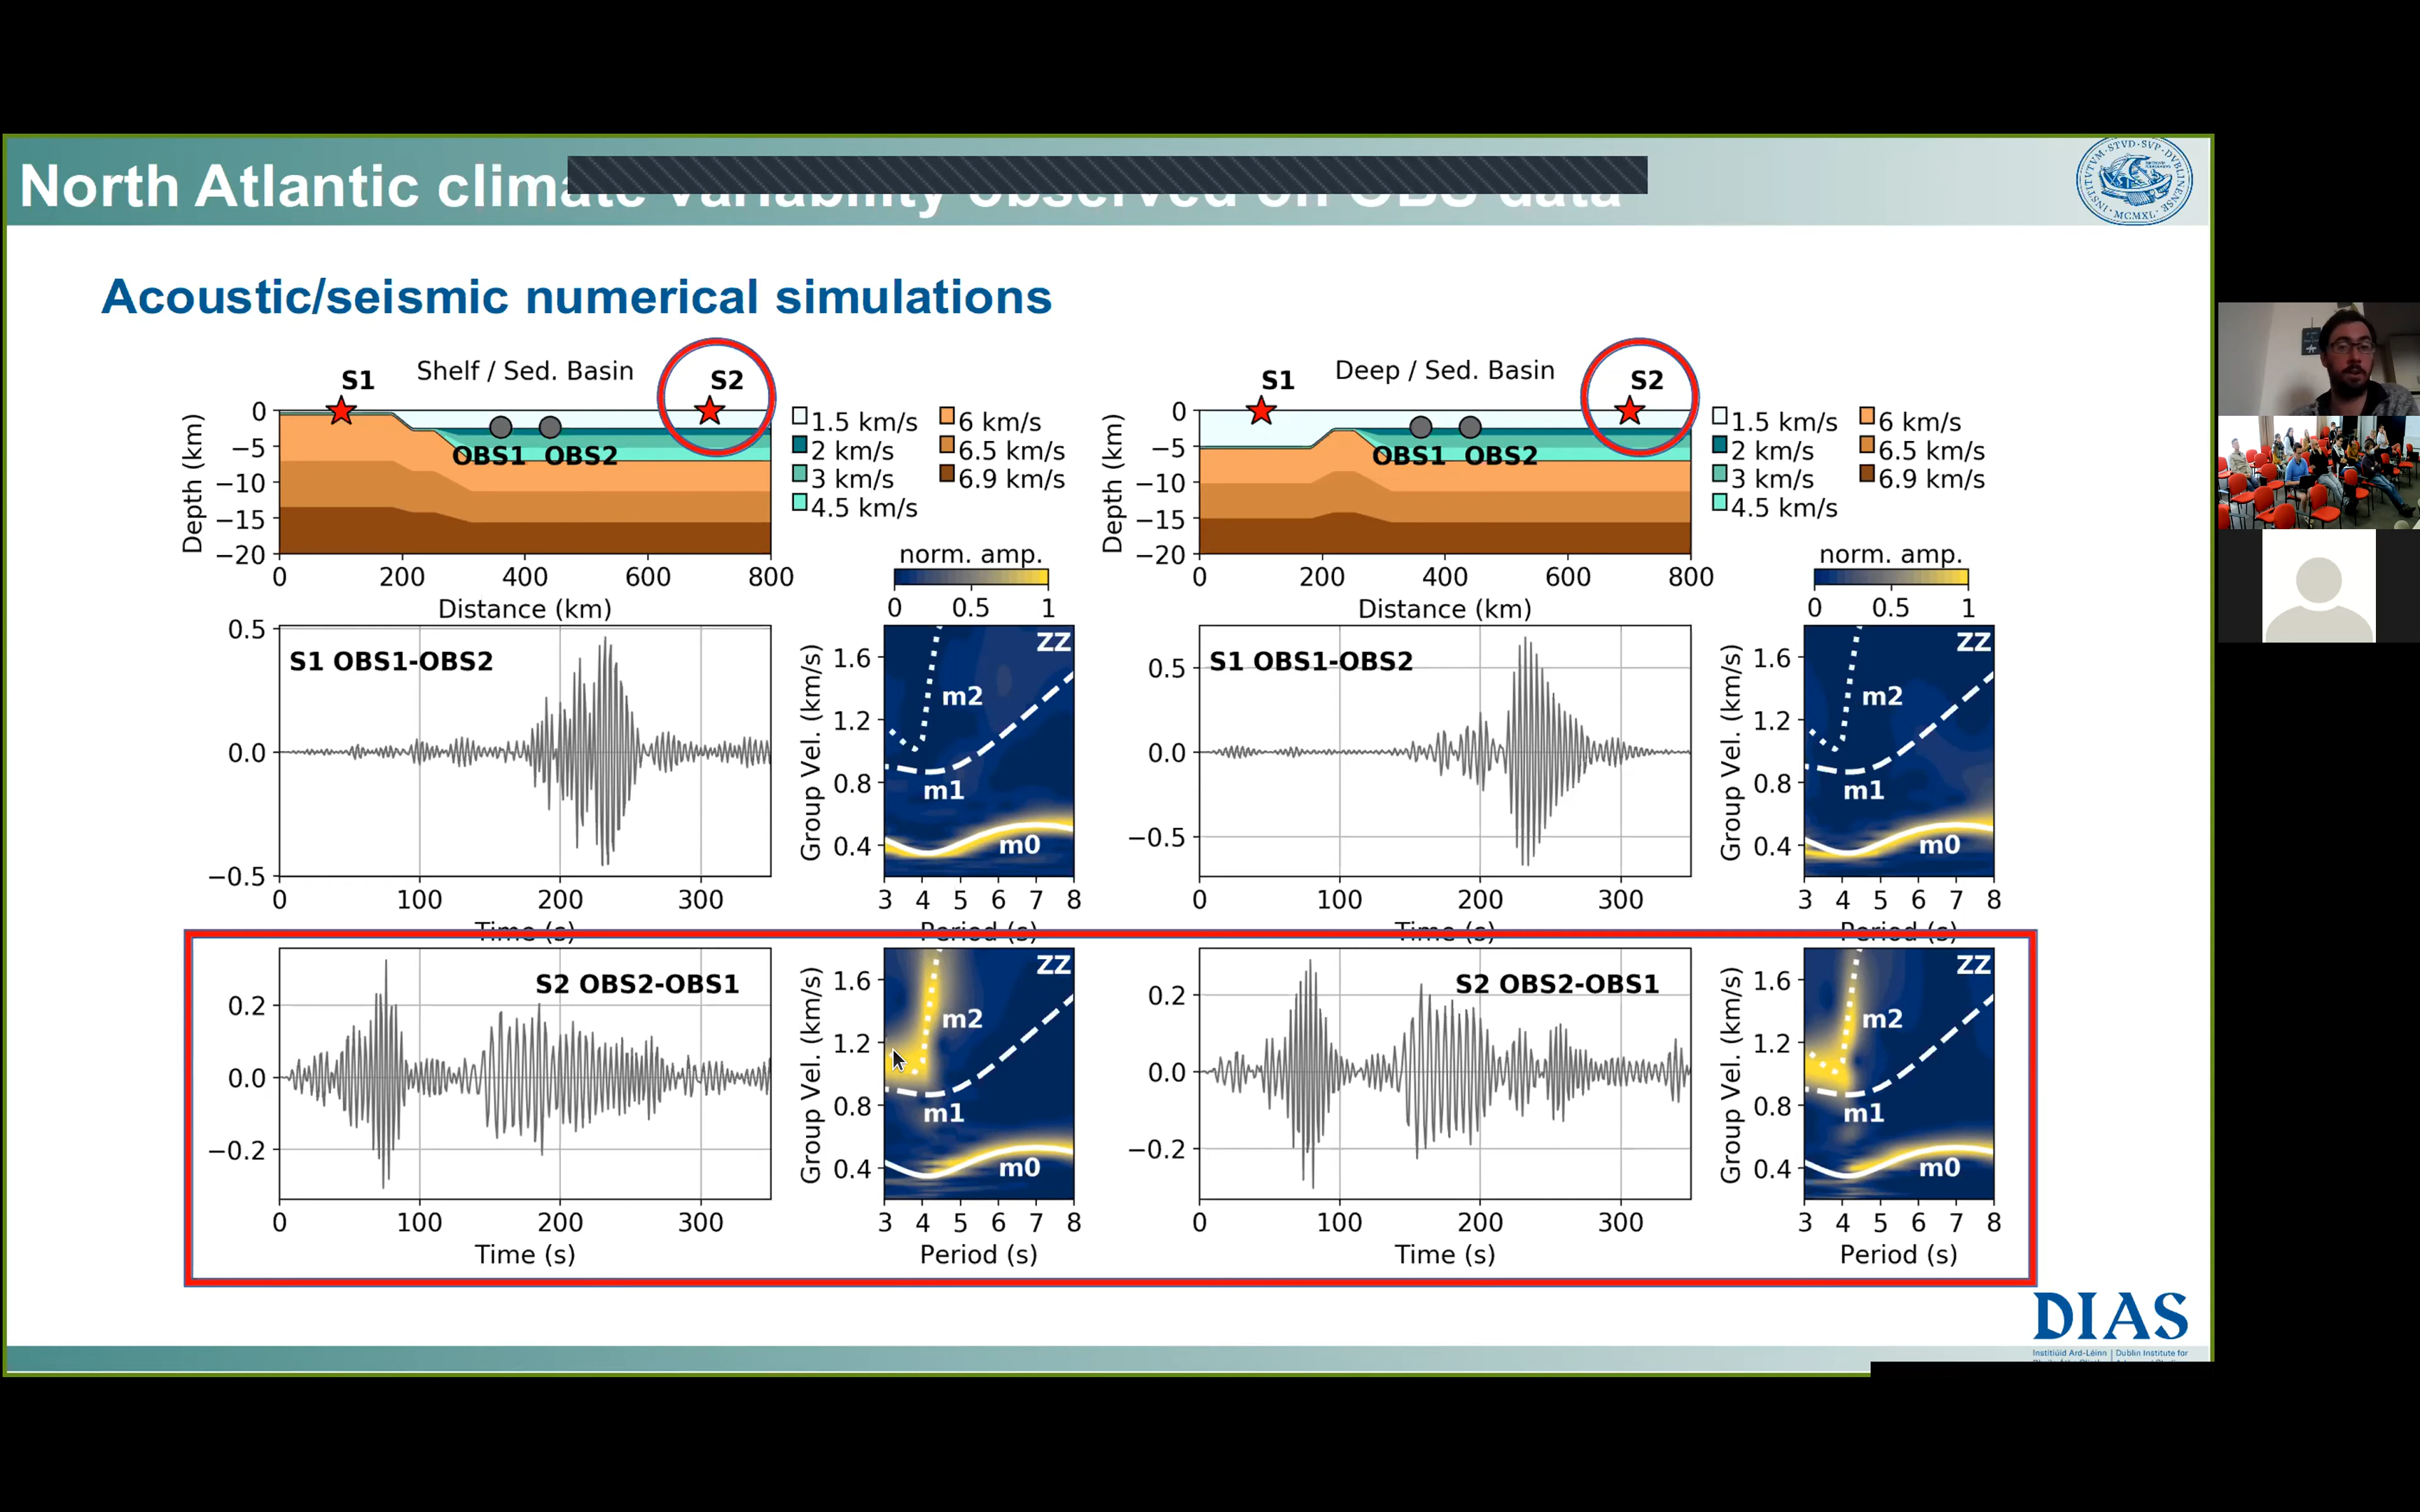 North Atlantic climate variability observed on OBS data
INSTITVTVM·STVD·SVP·DVBLINENSE
·MCMXL·
Acoustic/seismic numerical simulations
S1
Shelf / Sed. Basin
S2
Depth (km)
0
−5
−10
−15
−20
OBS1 OBS2
0 200 400 600 800
Distance (km)
1.5 km/s
2 km/s
3 km/s
4.5 km/s
6 km/s
6.5 km/s
6.9 km/s
norm. amp.
0 0.5 1
S1
Deep / Sed. Basin
S2
Depth (km)
0
−5
−10
−15
−20
OBS1 OBS2
0 200 400 600 800
Distance (km)
1.5 km/s
2 km/s
3 km/s
4.5 km/s
6 km/s
6.5 km/s
6.9 km/s
norm. amp.
0 0.5 1
0.5
0.0
−0.5
S1 OBS1-OBS2
0 100 200 300
Time (s)
Group Vel. (km/s)
1.6
1.2
0.8
0.4
ZZ
m2
m1
m0
3 4 5 6 7 8
Period (s)
0.5
0.0
−0.5
S1 OBS1-OBS2
0 100 200 300
Time (s)
Group Vel. (km/s)
1.6
1.2
0.8
0.4
ZZ
m2
m1
m0
3 4 5 6 7 8
Period (s)
0.2
0.0
−0.2
S2 OBS2-OBS1
0 100 200 300
Time (s)
Group Vel. (km/s)
1.6
1.2
0.8
0.4
ZZ
m2
m1
m0
3 4 5 6 7 8
Period (s)
0.2
0.0
−0.2
S2 OBS2-OBS1
0 100 200 300
Time (s)
Group Vel. (km/s)
1.6
1.2
0.8
0.4
ZZ
m2
m1
m0
3 4 5 6 7 8
Period (s)
DIAS
Institiúid Ard-Léinn | Dublin Institute for